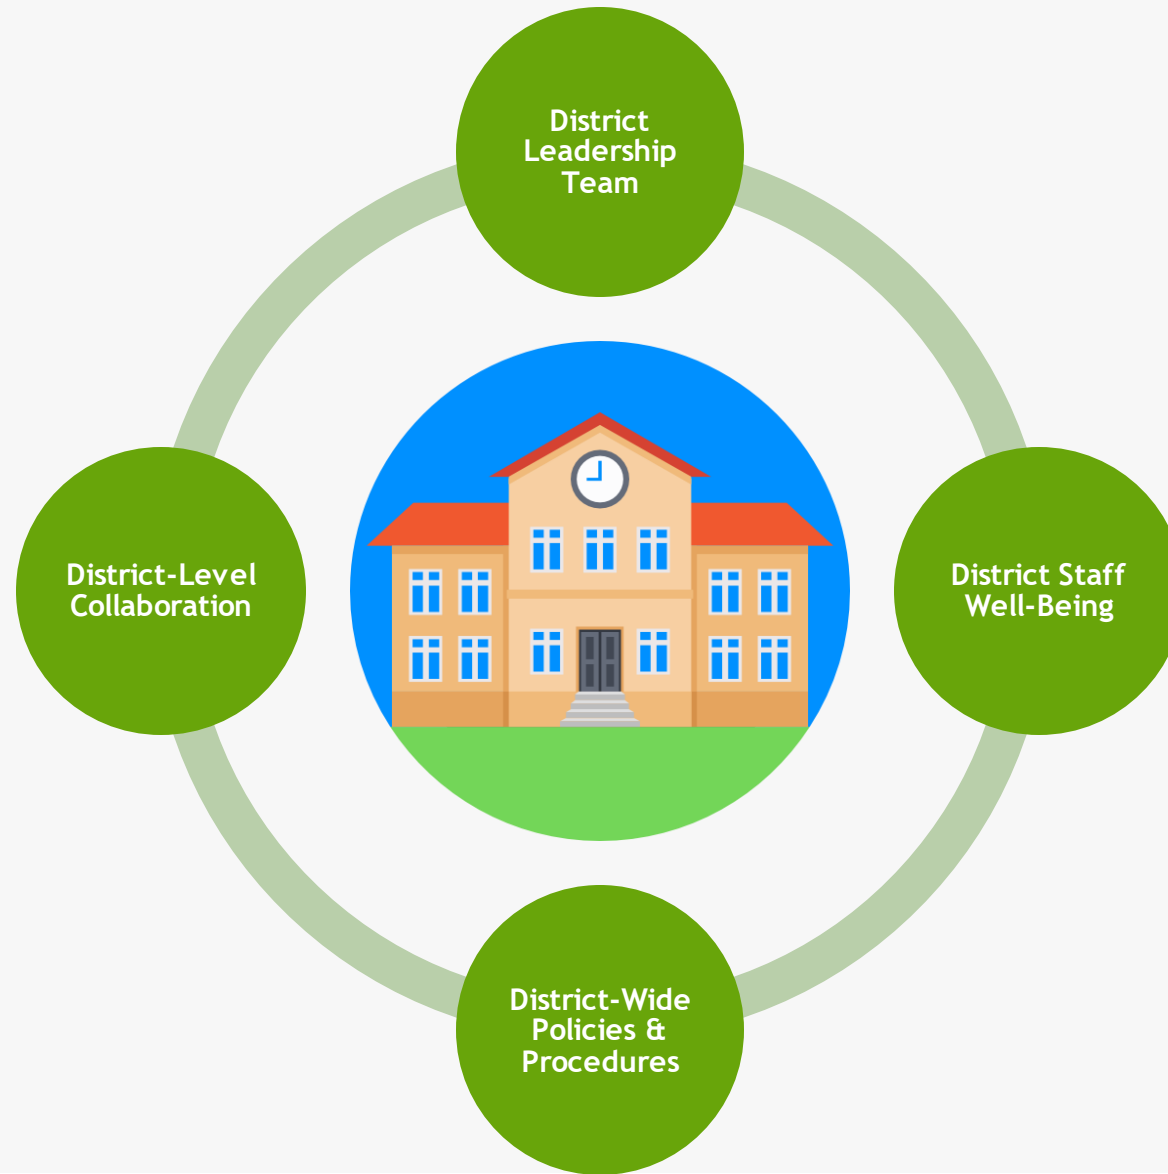 District
Leadership
Team
District-Level
Collaboration
District Staff
Well-Being
District-Wide
Policies &
Procedures